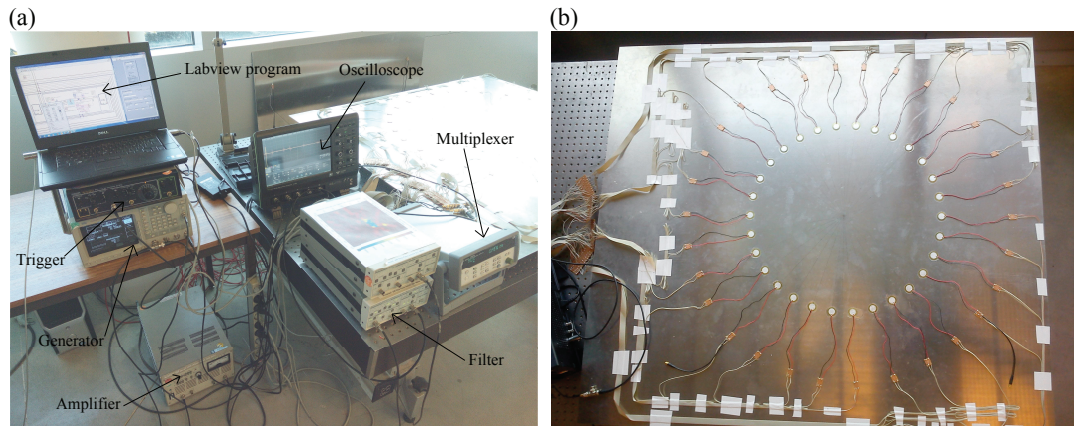 (a)
(b)
Labview program
Oscilloscope
Multiplexer
Trigger
Generator
Filter
Amplifier
DELL